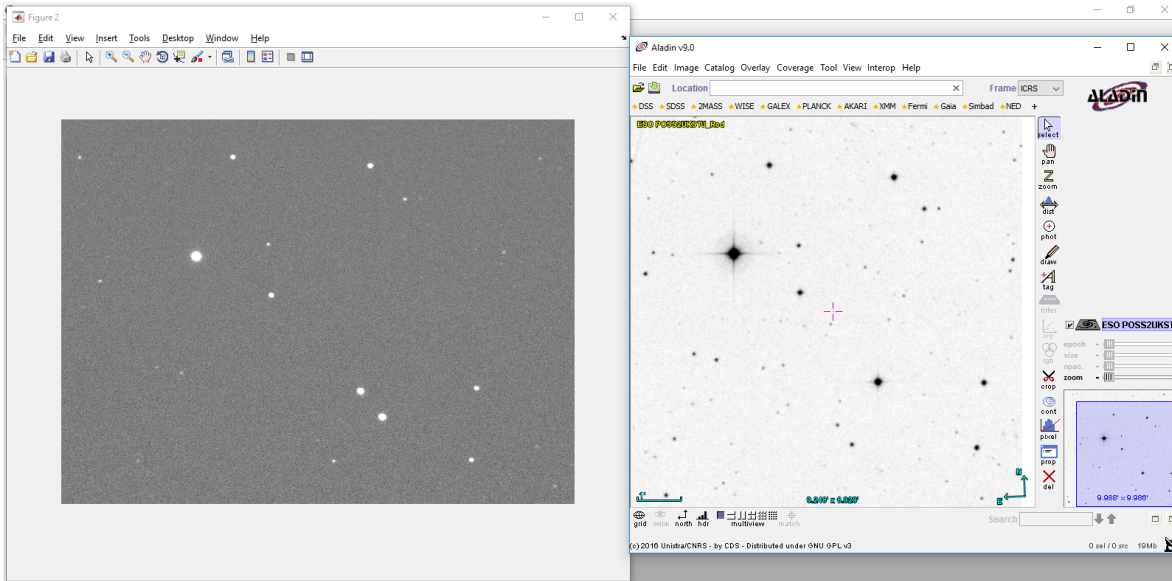 Figure 2
File Edit View Insert Tools Desktop Window Help
Aladin v9.0
File Edit Image Catalog Overlay Coverage Tool View Interop Help
Location
Frame ICRS
ALADIN
DSS SDSS 2MASS WISE GALEX PLANCK AKARI XMM Fermi Gaia Simbad NED +
ESO POSS2UKSTU_Red
select
pan
zoom
dist
phot
draw
tag
filter
rgb
crop
cont
pixel
prop
del
ESO POSS2UKST
epoch
size
opac.
zoom
9.988' x 9.986'
1'
N
E
grid wink north hdr multiview match
Search
(c) 2016 Unistra/CNRS - by CDS - Distributed under GNU GPL v3
0 sel / 0 src 19Mb